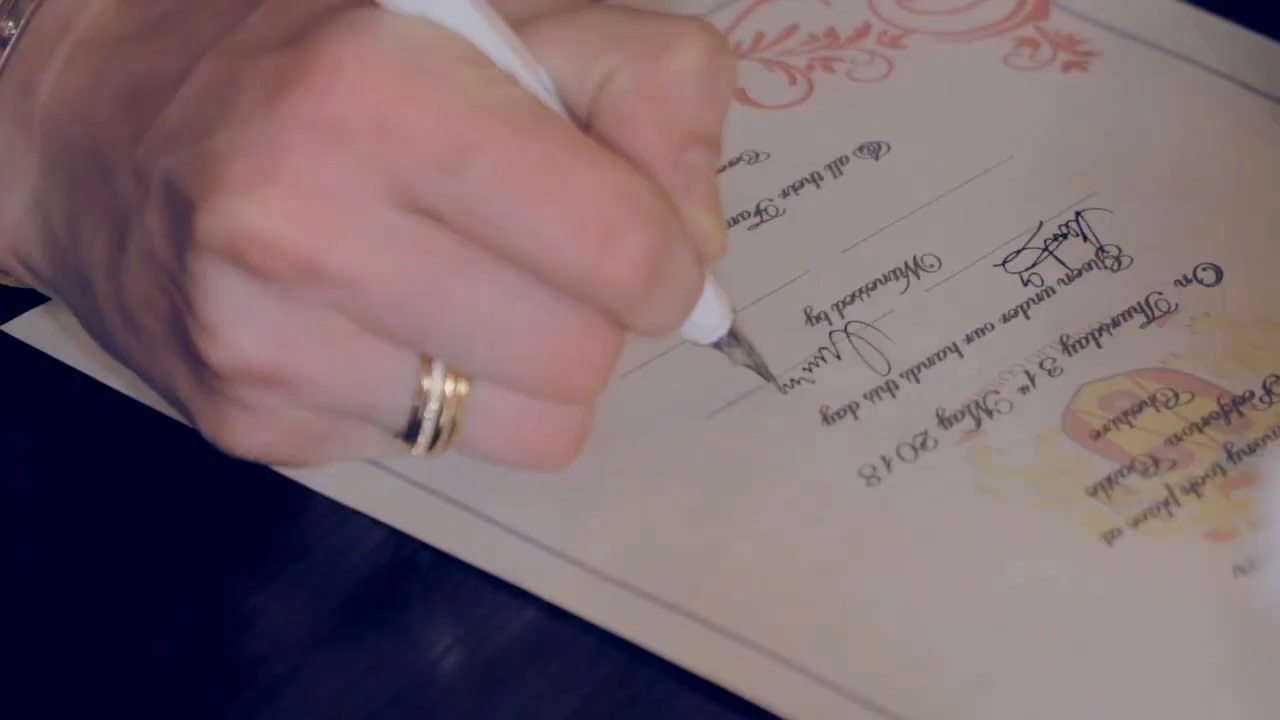 ony took place at
Peckforton Castle
Cheshire
On Thursday 31st May 2018
Given under our hands this day
Witnessed by
& all their Fam